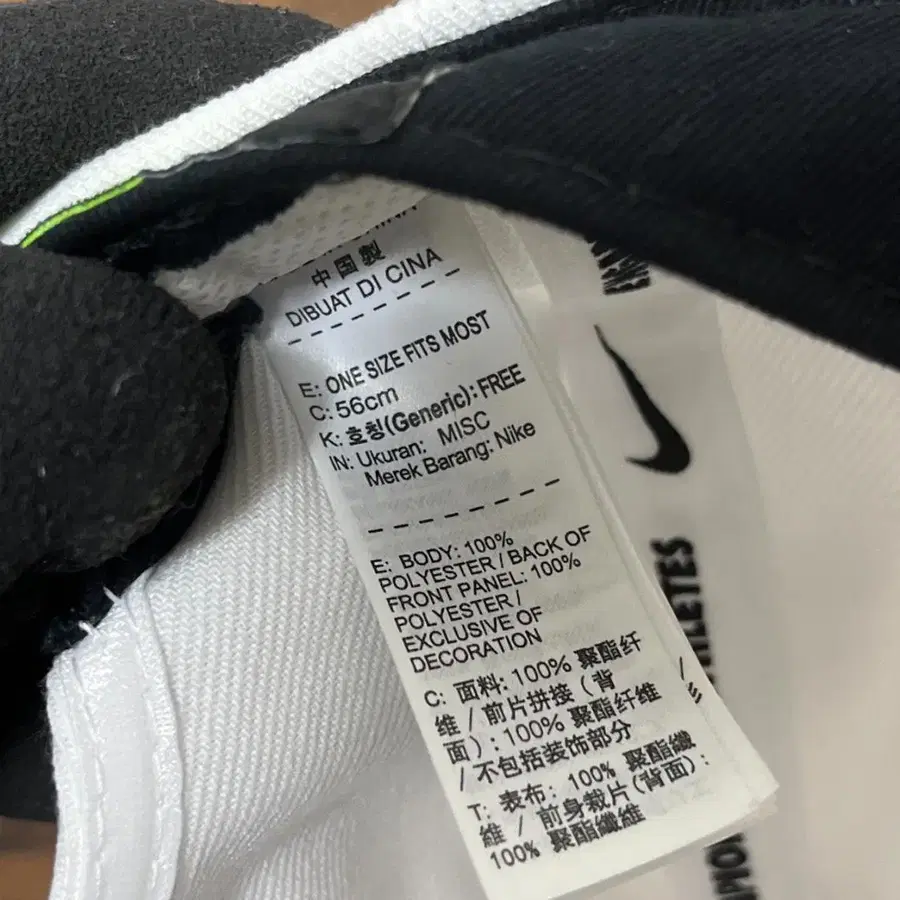 中国製
DIBUAT DI CINA
E: ONE SIZE FITS MOST
C: 56cm
K: 호칭(Generic): FREE
IN: Ukuran: MISC
Merek Barang: Nike
E: BODY: 100%
POLYESTER / BACK OF
FRONT PANEL: 100%
POLYESTER /
EXCLUSIVE OF
DECORATION
C: 面料: 100% 聚酯纤
维 / 前片拼接 (背
面) : 100% 聚酯纤维
/ 不包括装饰部分
T: 表布: 100% 聚酯纖
維 / 前身裁片(背面):
100% 聚酯纖維